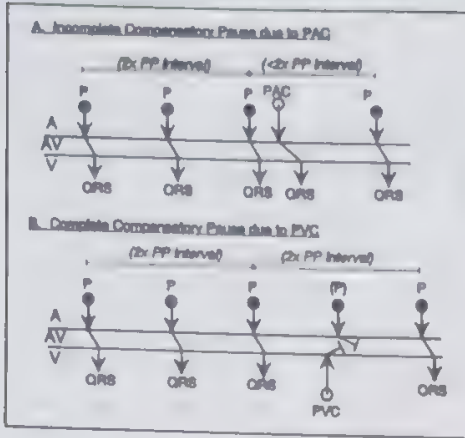 A. Incomplete Compensatory Pause due to PAC
(2x PP Interval) (<2x PP Interval)
P P P PAC P
A
AV
V
QRS QRS QRS QRS QRS
B. Complete Compensatory Pause due to PVC
(2x PP Interval) (2x PP Interval)
P P P (P) P
A
AV
V
QRS QRS QRS QRS
PVC